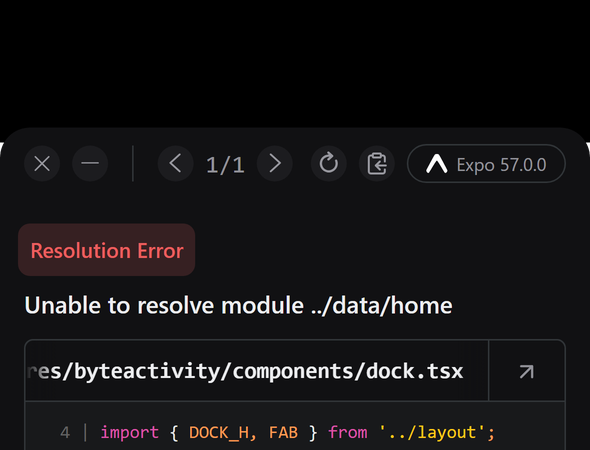 1/1
Expo 57.0.0
Resolution Error
Unable to resolve module ../data/home
res/byteactivity/components/dock.tsx
4 | import { DOCK_H, FAB } from '../layout';